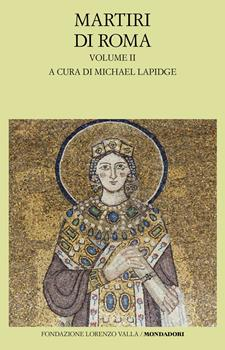 MARTIRI
DI ROMA
VOLUME II
A CURA DI MICHAEL LAPIDGE
FONDAZIONE LORENZO VALLA / MONDADORI